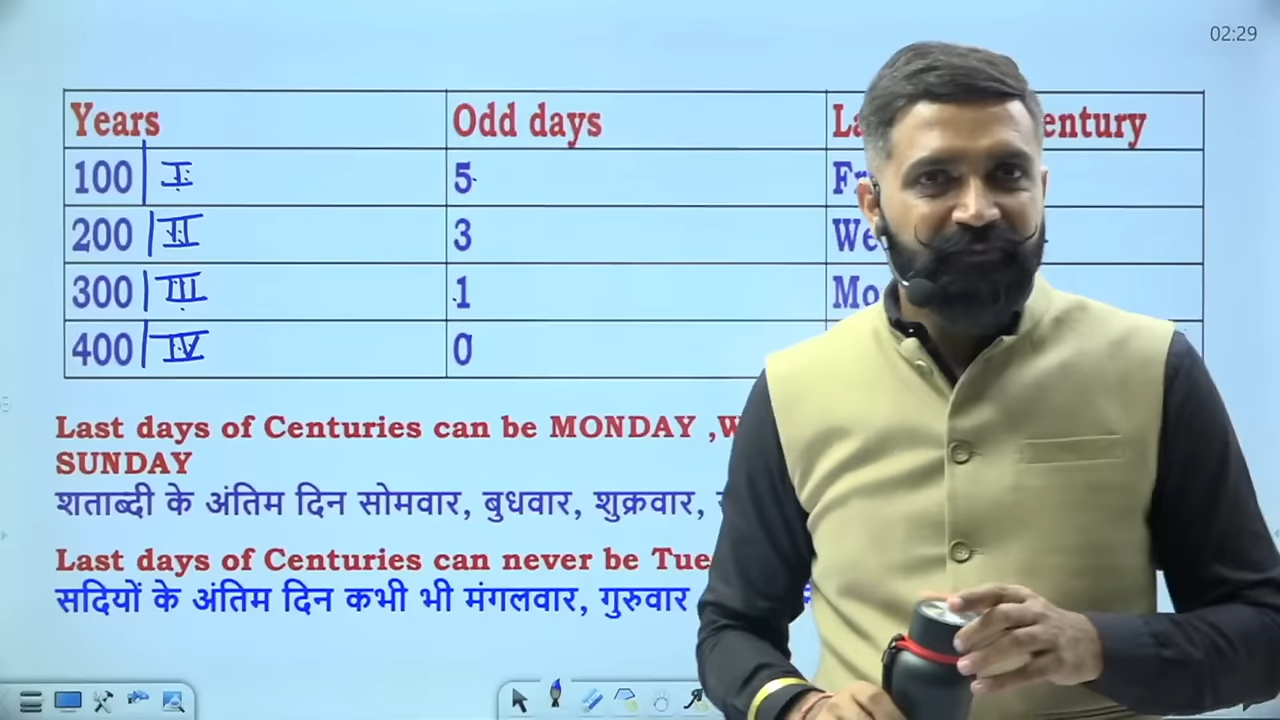 02:29
Years Odd days
100 I 5
200 II 3
300 III 1
400 IV 0
Last days of Centuries can be MONDAY ,
SUNDAY
शताब्दी के अंतिम दिन सोमवार, बुधवार, शुक्रवार,
Last days of Centuries can never be
सदियों के अंतिम दिन कभी भी मंगलवार, गुरुवार